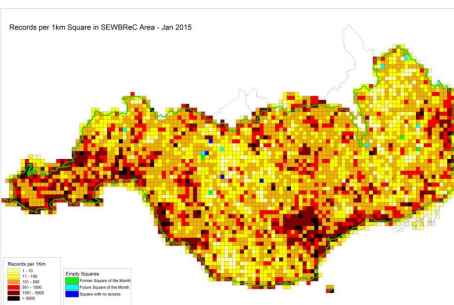 Records per 1km Square in SEWBReC Area - Jan 2015
Records per 1Km
1 - 10
11 - 100
101 - 500
501 - 1000
1001 - 5000
> 5000
Empty Squares
Former Square of the Month
Future Square of the Month
Square with no access